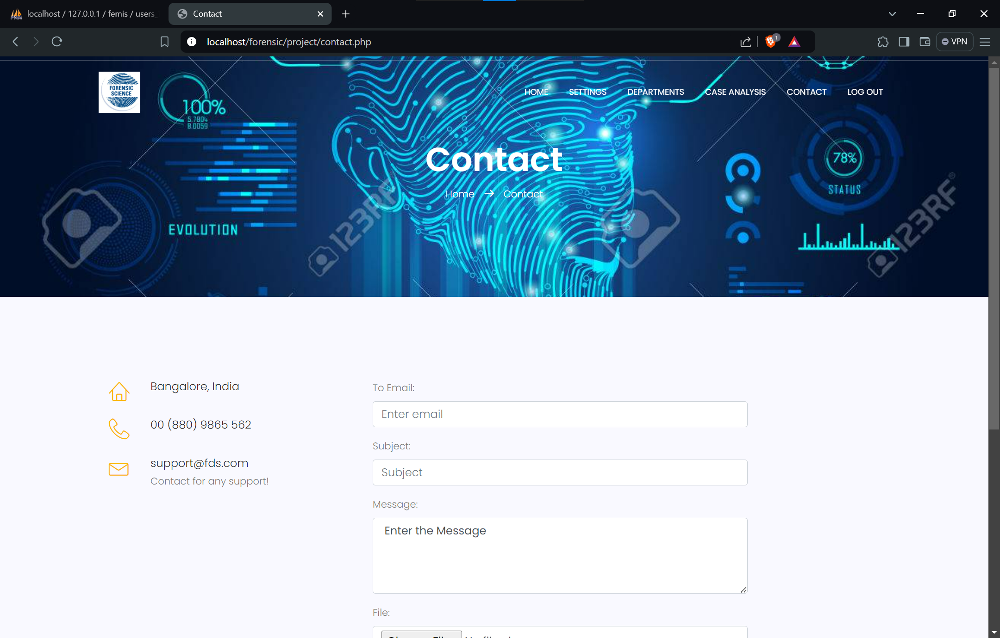 localhost / 127.0.0.1 / femis / users_
Contact
localhost/forensic/project/contact.php
1
VPN
FORENSIC
SCIENCE
HOME
SETTINGS
DEPARTMENTS
CASE ANALYSIS
CONTACT
LOG OUT
100%
5.7804
8.0059
78%
STATUS
EVOLUTION
Contact
Home → Contact
123RF
123RF®
Bangalore, India
00 (880) 9865 562
support@fds.com
Contact for any support!
To Email:
Enter email
Subject:
Subject
Message:
Enter the Message
File: